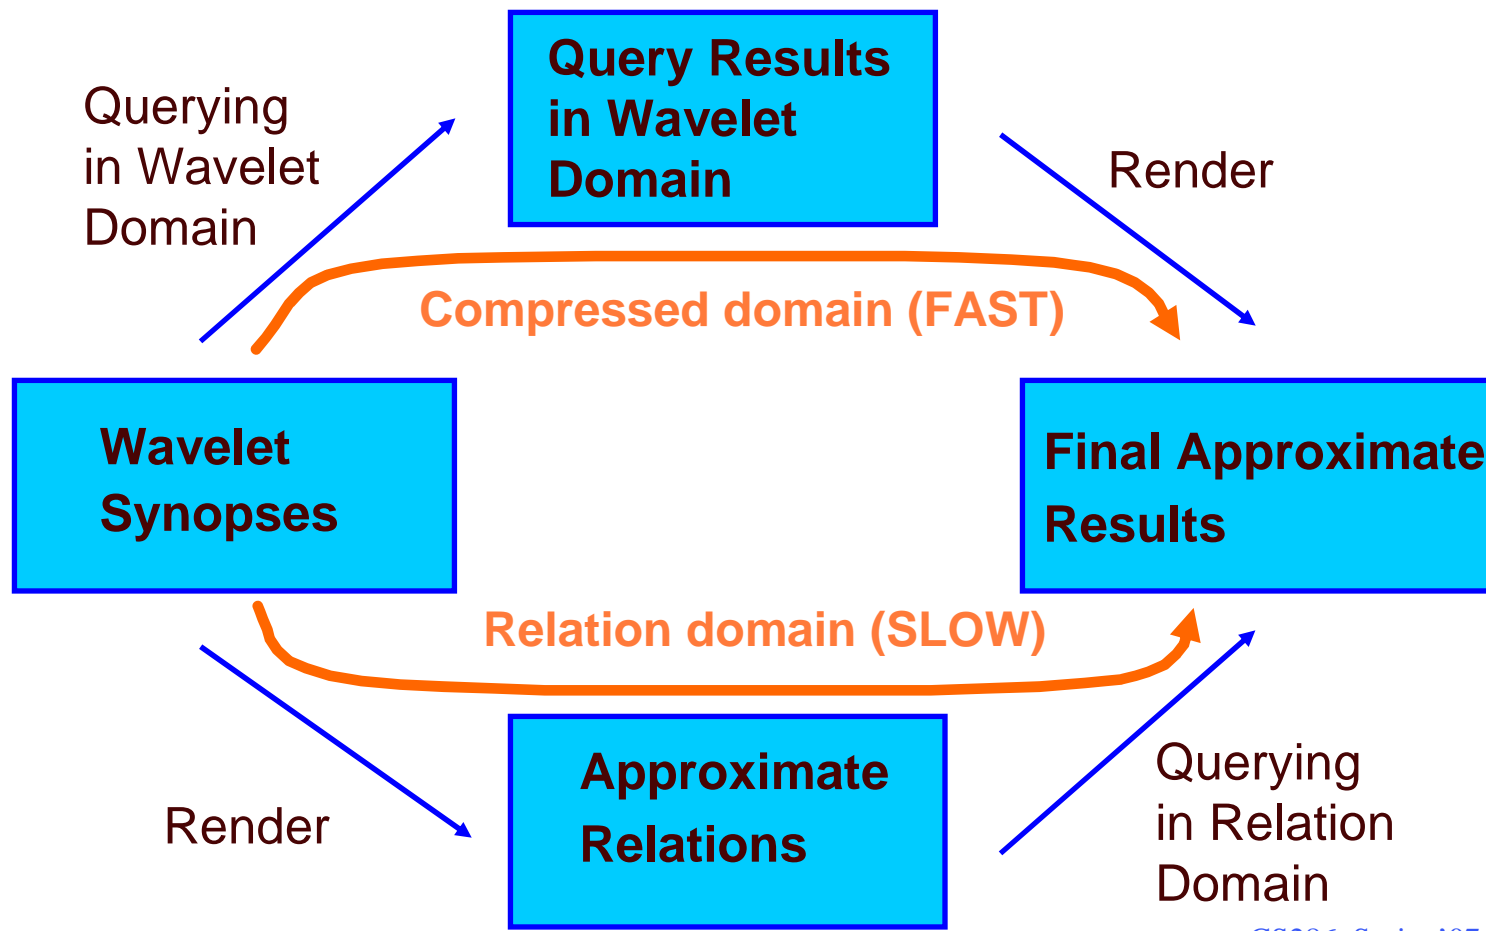 Query Results
in Wavelet
Domain
Querying
in Wavelet
Domain
Render
Compressed domain (FAST)
Wavelet
Synopses
Final Approximate
Results
Relation domain (SLOW)
Approximate
Relations
Render
Querying
in Relation
Domain